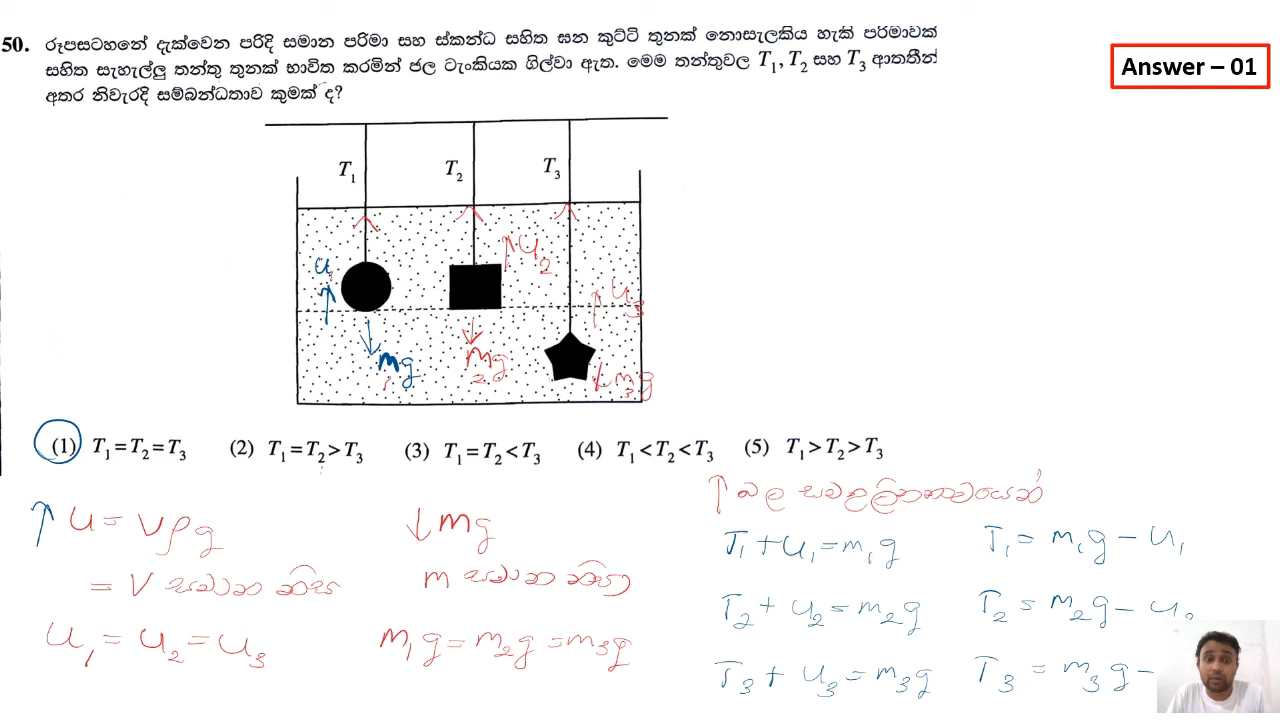 50. රූපසටහනේ දැක්වෙන පරිදි සමාන පරිමා සහ ස්කන්ධ සහිත ඝන කුට්ටි තුනක් නොසැලකිය හැකි පරිමාවක්
සහිත සැහැල්ලු තන්තු තුනක් භාවිත කරමින් ජල ටැංකියක ගිල්වා ඇත. මෙම තන්තුවල T₁, T₂ සහ T₃ ආතතීන්
අතර නිවැරදි සම්බන්ධතාව කුමක් ද?
Answer – 01
T₁ T₂ T₃
U₁ ↑U₂
↑U₃
↓m₁g ↓m₂g ↓m₃g
(1) T₁=T₂=T₃ (2) T₁=T₂>T₃ (3) T₁=T₂<T₃ (4) T₁<T₂<T₃ (5) T₁>T₂>T₃
↑ බල සමතුලිතතාවයෙන්
↑ U = Vρg ↓mg
T₁+U₁=m₁g T₁ = m₁g – U₁
= V සමාන නිසා m සමාන නිසා
T₂ + U₂ = m₂g T₂ = m₂g – U₂
U₁ = U₂ = U₃ m₁g = m₂g = m₃g
T₃ + U₃ = m₃g T₃ = m₃g –